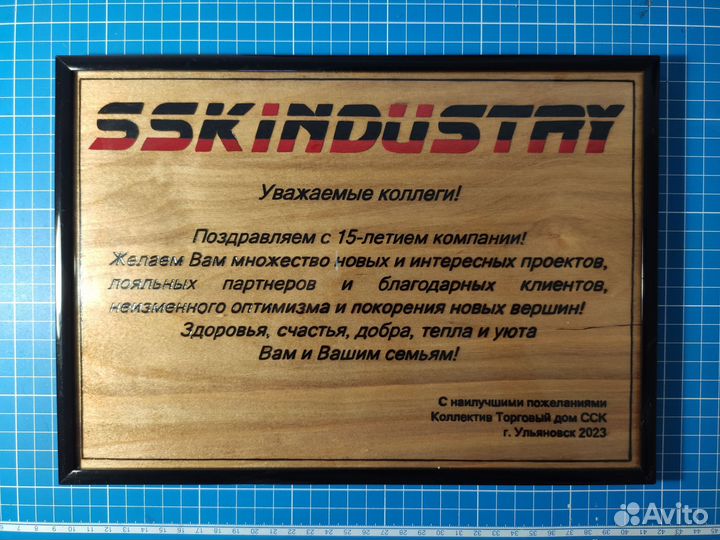 SSKINDUSTRY
Уважаемые коллеги!
Поздравляем с 15-летием компании!
Желаем Вам множество новых и интересных проектов,
лояльных партнеров и благодарных клиентов,
неизменного оптимизма и покорения новых вершин!
Здоровья, счастья, добра, тепла и уюта
Вам и Вашим семьям!
С наилучшими пожеланиями
Коллектив Торговый дом ССК
г. Ульяновск 2023
Avito